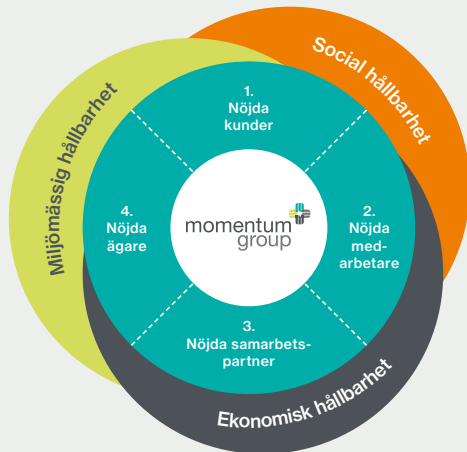 Social hållbarhet
Miljömässig hållbarhet
1.
Nöjda
kunder
4.
Nöjda
ägare
momentum
group
2.
Nöjda
med-
arbetare
3.
Nöjda samarbets-
partner
Ekonomisk hållbarhet